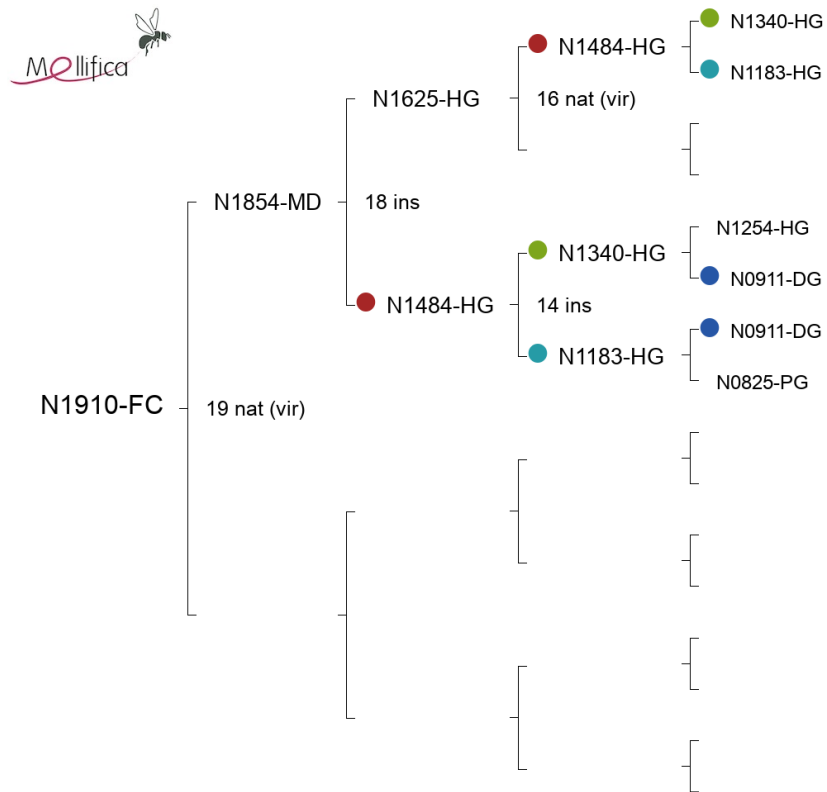 Mellifica
N1340-HG
N1484-HG
N1183-HG
N1625-HG
16 nat (vir)
N1854-MD
18 ins
N1254-HG
N1340-HG
N0911-DG
N1484-HG
14 ins
N0911-DG
N1183-HG
N0825-PG
N1910-FC
19 nat (vir)